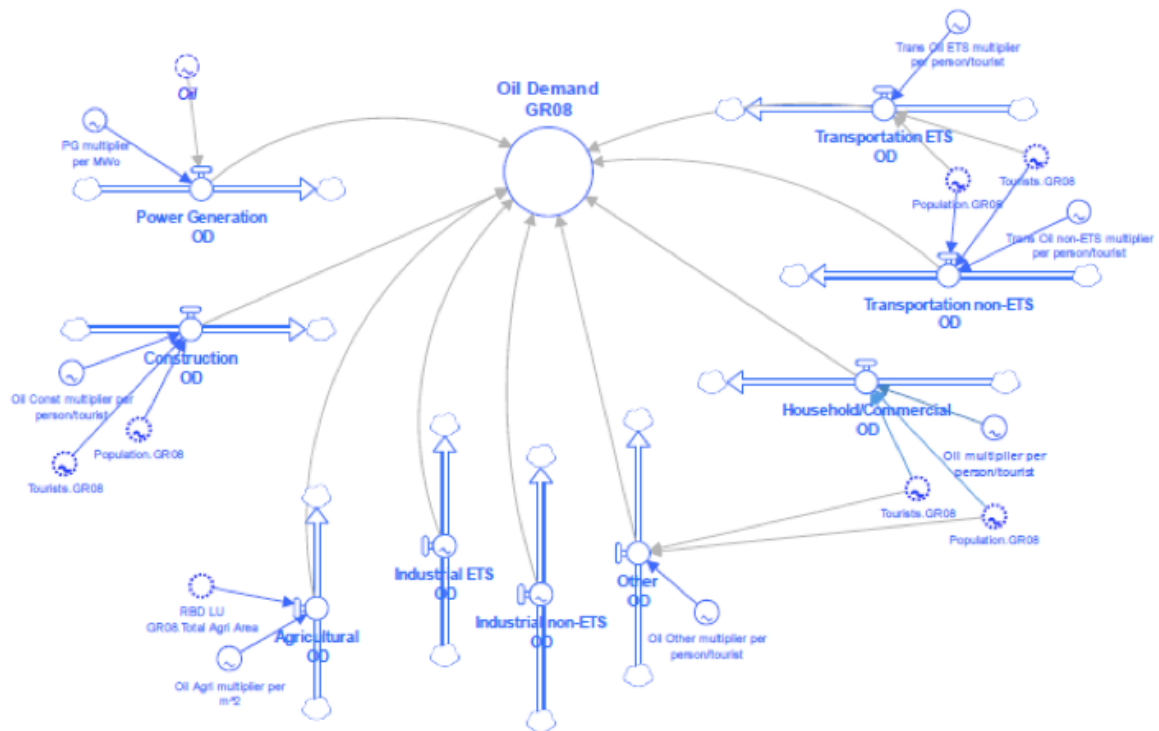 Trans Oil ETS multiplier
per person/tourist
Oil Demand
GR08
Oil
PG multiplier
per MWo
Transportation ETS
OD
Tourists.GR08
Population.GR08
Power Generation
OD
Trans Oil non-ETS multiplier
per person/tourist
Transportation non-ETS
OD
Construction
OD
Oil Const multiplier per
person/tourist
Population.GR08
Tourists.GR08
Household/Commercial
OD
Oil multiplier per
person/tourist
Tourists.GR08
Population.GR08
Industrial ETS
OD
Other
OD
RBD LU
GR08.Total Agri Area
Agricultural
OD
Industrial non-ETS
OD
Oil Other multiplier per
person/tourist
Oil Agri multiplier per
m^2